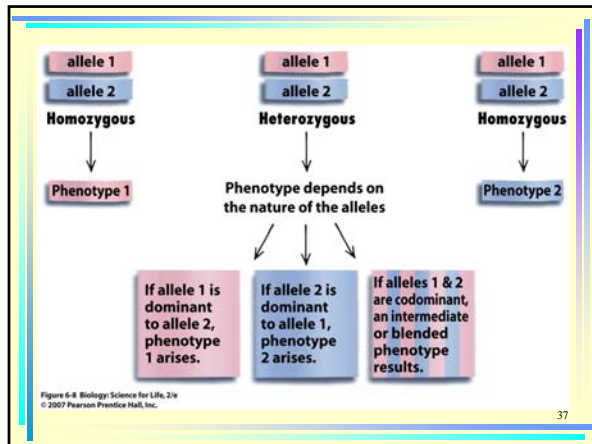 allele 1
allele 2
Homozygous
Phenotype 1
allele 1
allele 2
Heterozygous
Phenotype depends on
the nature of the alleles
allele 1
allele 2
Homozygous
Phenotype 2
If allele 1 is
dominant
to allele 2,
phenotype
1 arises.
If allele 2 is
dominant
to allele 1,
phenotype
2 arises.
If alleles 1 & 2
are codominant,
an intermediate
or blended
phenotype
results.
Figure 6-8 Biology: Science for Life, 2/e
© 2007 Pearson Prentice Hall, Inc.
37